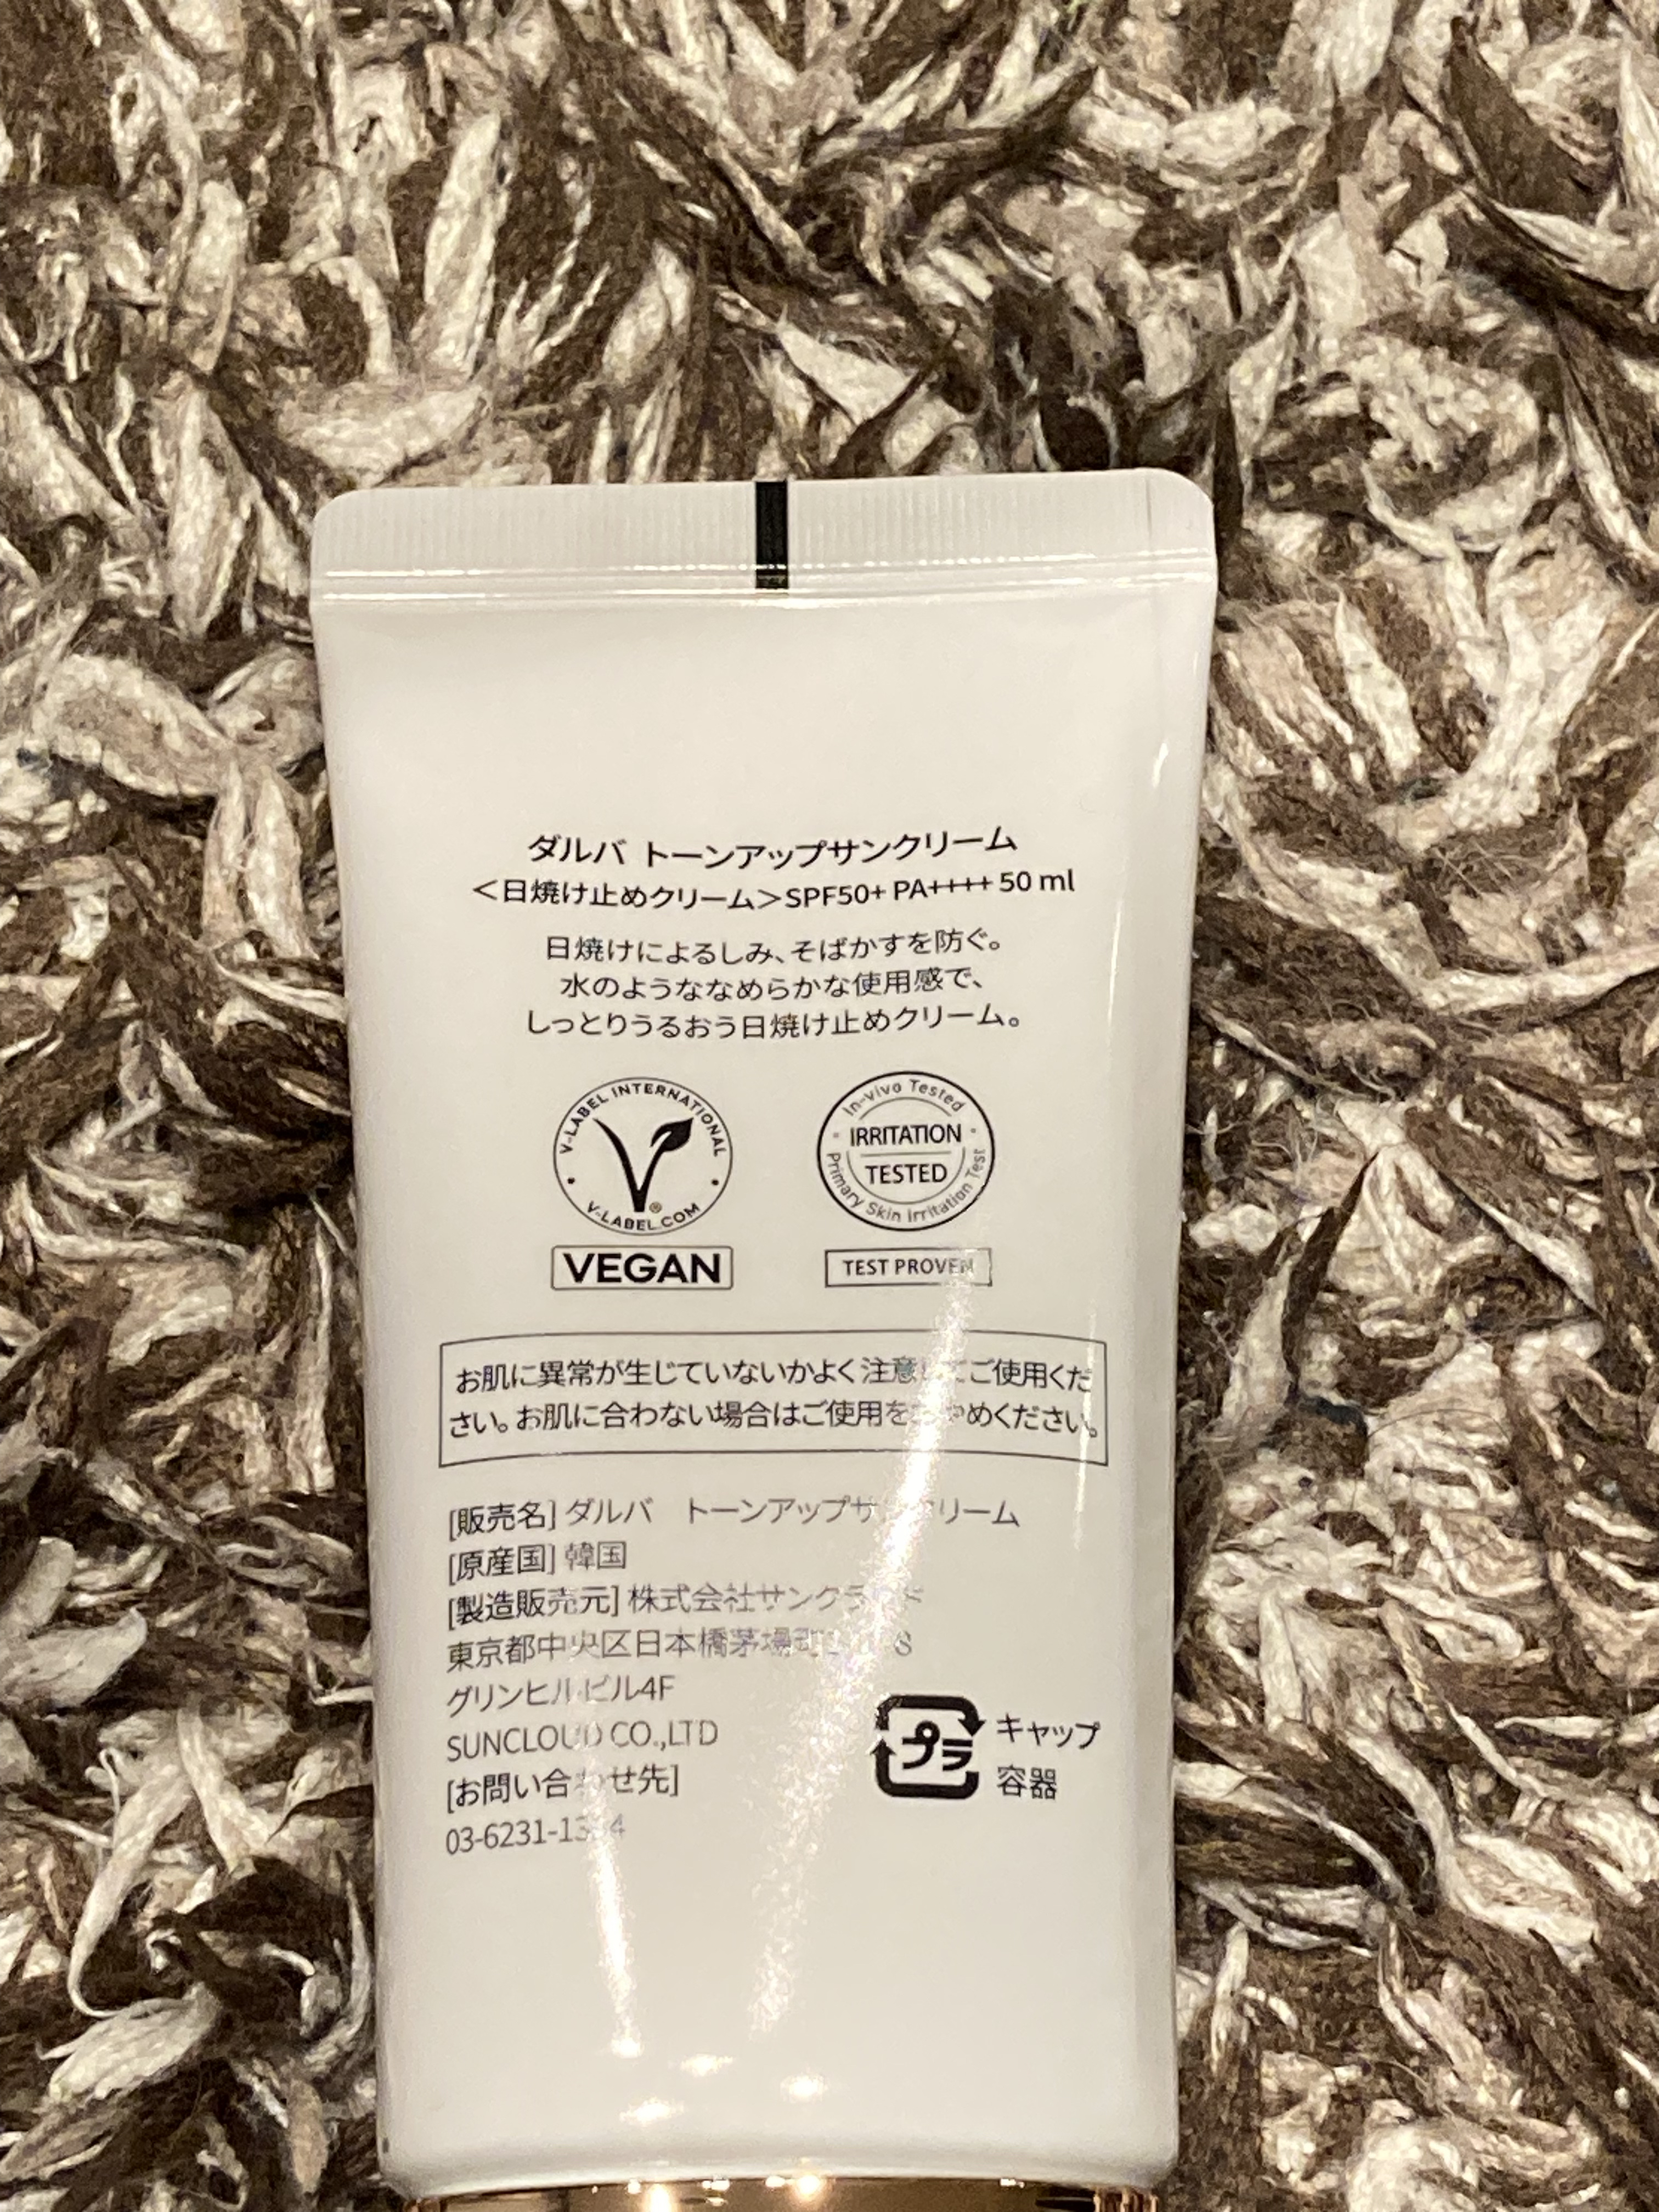 ダルバ トーンアップサンクリーム
＜日焼け止めクリーム＞SPF50+ PA++++ 50 ml
日焼けによるしみ、そばかすを防ぐ。
水のようななめらかな使用感で、
しっとりうるおう日焼け止めクリーム。
V-LABEL INTERNATIONAL
V-LABEL.COM
VEGAN
In-vivo Tested
IRRITATION
TESTED
Primary Skin Irritation Test
TEST PROVEN
お肌に異常が生じていないかよく注意してご使用くだ
さい。お肌に合わない場合はご使用をおやめください。
[販売名] ダルバ　トーンアップサンクリーム
[原産国] 韓国
[製造販売元] 株式会社サンクラウド
東京都中央区日本橋茅場町
グリンヒルビル4F
SUNCLOUD CO.,LTD
[お問い合わせ先]
プラ
キャップ
容器